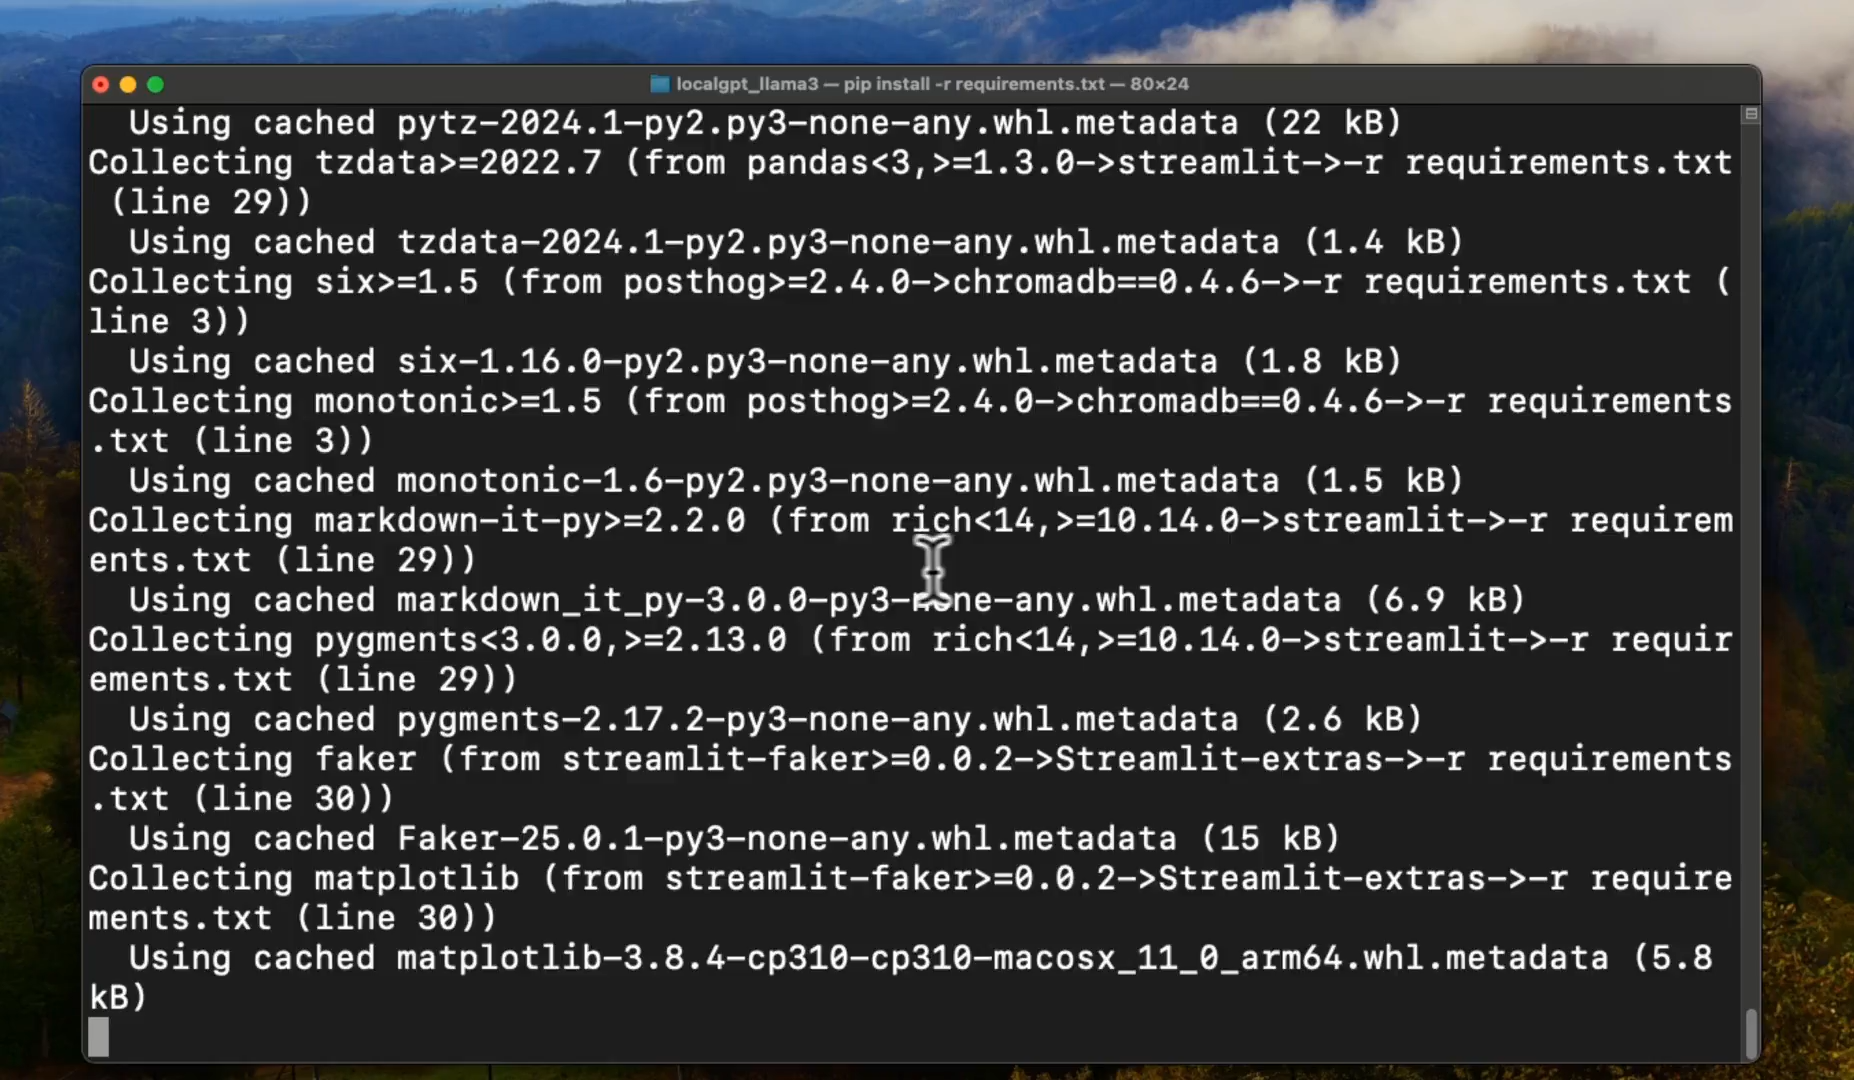 localgpt_llama3 — pip install -r requirements.txt — 80×24
Using cached pytz-2024.1-py2.py3-none-any.whl.metadata (22 kB)
Collecting tzdata>=2022.7 (from pandas<3,>=1.3.0->streamlit->-r requirements.txt
(line 29))
Using cached tzdata-2024.1-py2.py3-none-any.whl.metadata (1.4 kB)
Collecting six>=1.5 (from posthog>=2.4.0->chromadb==0.4.6->-r requirements.txt (
line 3))
Using cached six-1.16.0-py2.py3-none-any.whl.metadata (1.8 kB)
Collecting monotonic>=1.5 (from posthog>=2.4.0->chromadb==0.4.6->-r requirements
.txt (line 3))
Using cached monotonic-1.6-py2.py3-none-any.whl.metadata (1.5 kB)
Collecting markdown-it-py>=2.2.0 (from rich<14,>=10.14.0->streamlit->-r requirem
ents.txt (line 29))
Using cached markdown_it_py-3.0.0-py3-none-any.whl.metadata (6.9 kB)
Collecting pygments<3.0.0,>=2.13.0 (from rich<14,>=10.14.0->streamlit->-r requir
ements.txt (line 29))
Using cached pygments-2.17.2-py3-none-any.whl.metadata (2.6 kB)
Collecting faker (from streamlit-faker>=0.0.2->Streamlit-extras->-r requirements
.txt (line 30))
Using cached Faker-25.0.1-py3-none-any.whl.metadata (15 kB)
Collecting matplotlib (from streamlit-faker>=0.0.2->Streamlit-extras->-r require
ments.txt (line 30))
Using cached matplotlib-3.8.4-cp310-cp310-macosx_11_0_arm64.whl.metadata (5.8
kB)